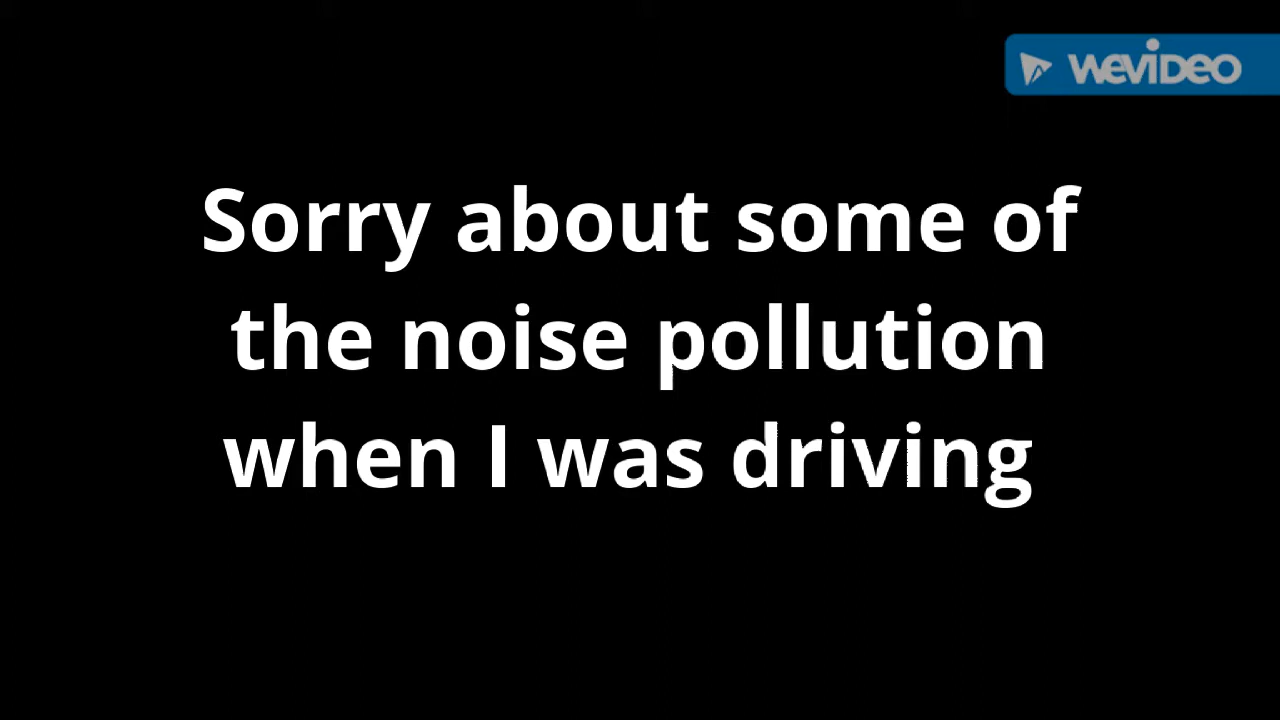 WeVideo
Sorry about some of
the noise pollution
when I was driving